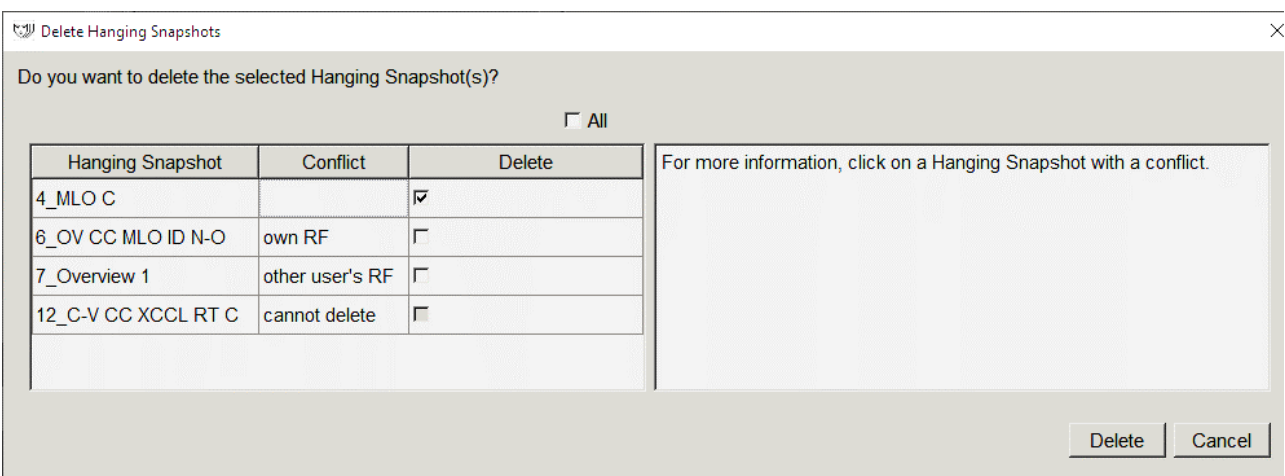 Delete Hanging Snapshots
Do you want to delete the selected Hanging Snapshot(s)?
All
Hanging Snapshot Conflict Delete
4_MLO C
6_OV CC MLO ID N-O own RF
7_Overview 1 other user's RF
12_C-V CC XCCL RT C cannot delete
For more information, click on a Hanging Snapshot with a conflict.
Delete Cancel